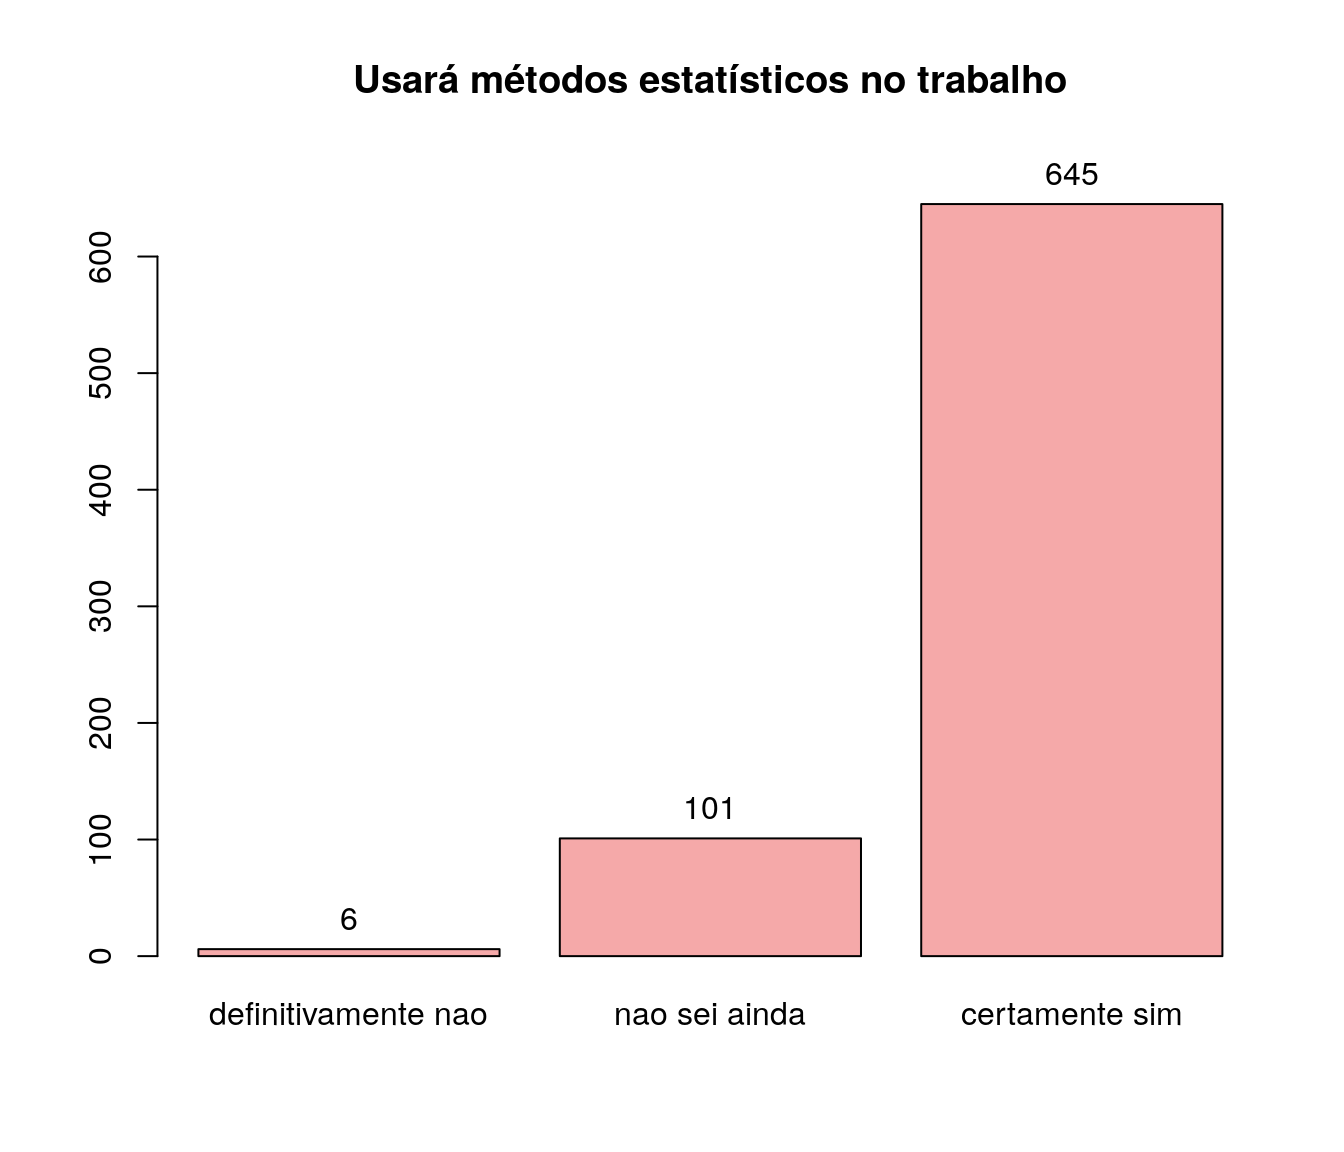 Usará métodos estatísticos no trabalho
645
600
500
400
300
200
101
100
6
0
definitivamente nao
nao sei ainda
certamente sim